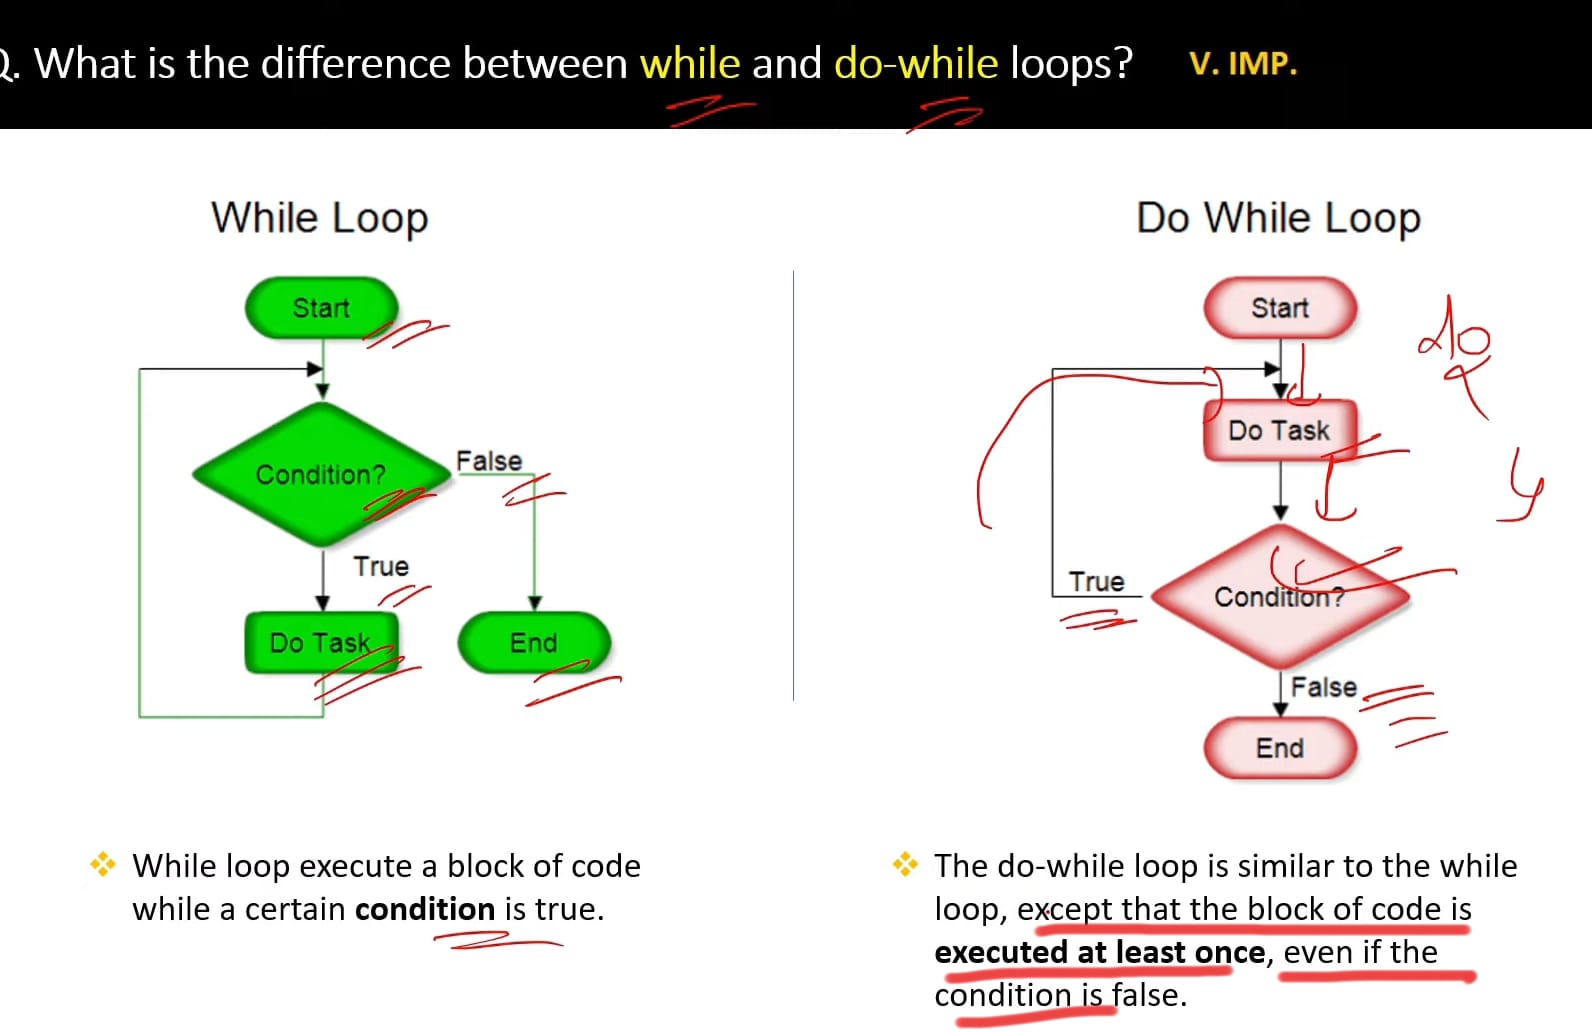 Q. What is the difference between while and do-while loops? V. IMP.
While Loop
Start
Condition?
False
True
Do Task
End
Do While Loop
Start
do
Do Task
True
Condition?
False
End
❖ While loop execute a block of code
while a certain condition is true.
❖ The do-while loop is similar to the while
loop, except that the block of code is
executed at least once, even if the
condition is false.